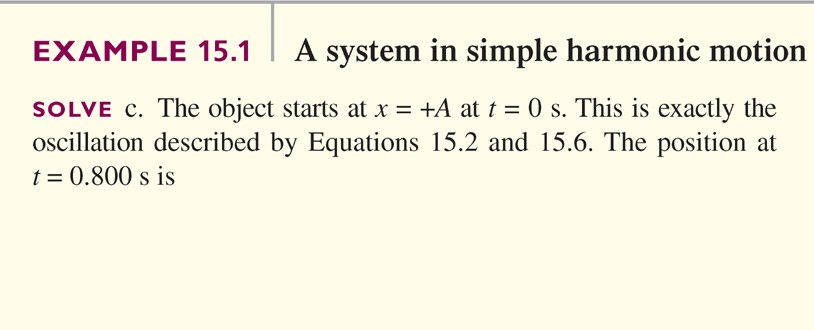 EXAMPLE 15.1 A system in simple harmonic motion
SOLVE c. The object starts at x = +A at t = 0 s. This is exactly the
oscillation described by Equations 15.2 and 15.6. The position at
t = 0.800 s is